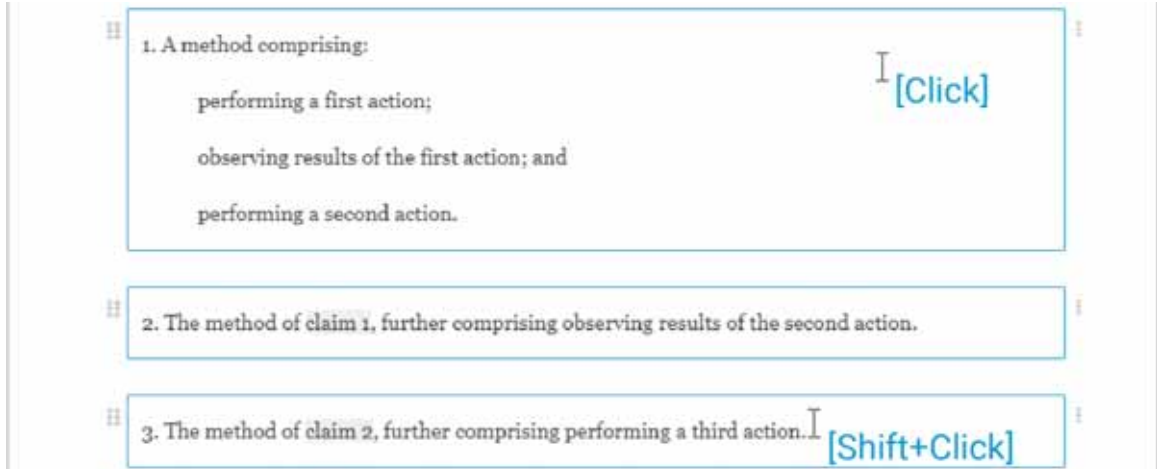 1. A method comprising:
[Click]
performing a first action;
observing results of the first action; and
performing a second action.
2. The method of claim 1, further comprising observing results of the second action.
3. The method of claim 2, further comprising performing a third action.
[Shift+Click]